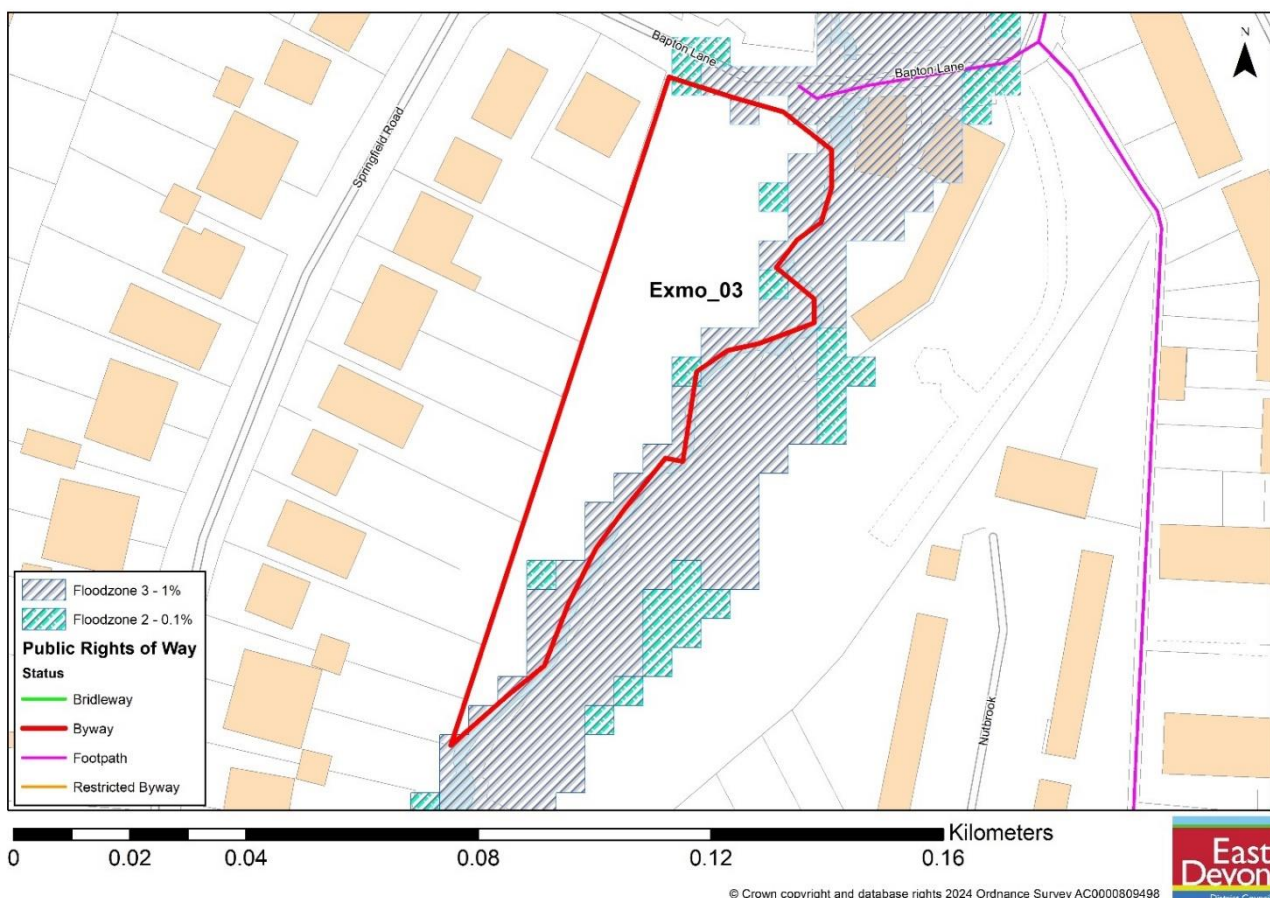 Bapton Lane
Bapton Lane
N
Springfield Road
Exmo_03
Nutbrook
Floodzone 3 - 1%
Floodzone 2 - 0.1%
Public Rights of Way
Status
Bridleway
Byway
Footpath
Restricted Byway
Kilometers
0 0.02 0.04 0.08 0.12 0.16
East
Devon
District Council
© Crown copyright and database rights 2024 Ordnance Survey AC0000809498